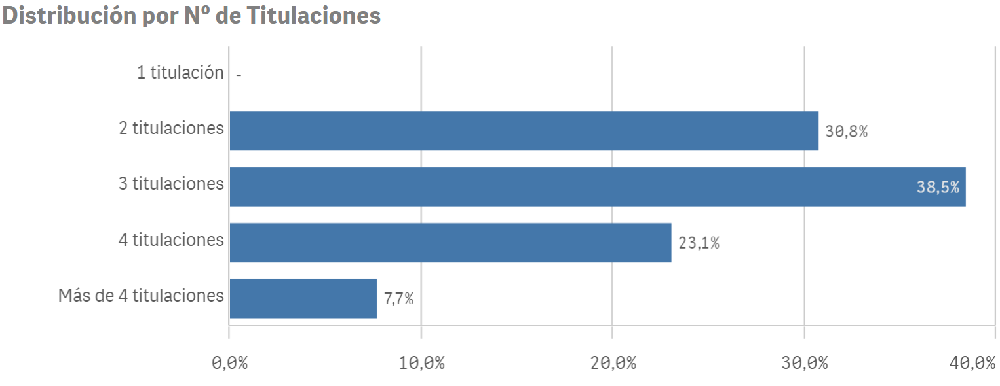 Distribución por Nº de Titulaciones
1 titulación -
2 titulaciones 30,8%
3 titulaciones 38,5%
4 titulaciones 23,1%
Más de 4 titulaciones 7,7%
0,0% 10,0% 20,0% 30,0% 40,0%